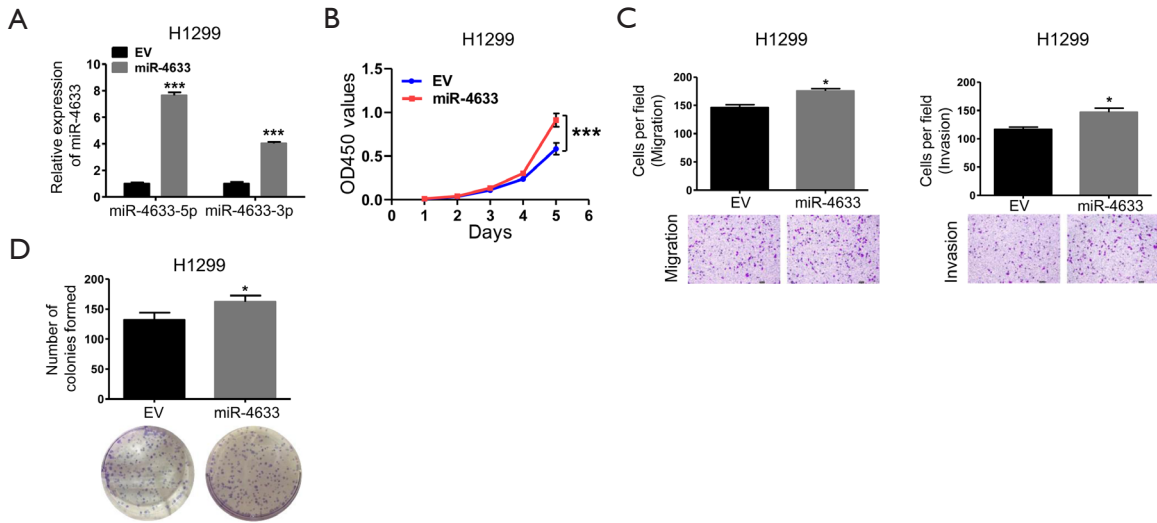 A
H1299
EV
miR-4633
Relative expression
of miR-4633
10
8
6
4
2
0
***
***
miR-4633-5p
miR-4633-3p
B
H1299
EV
miR-4633
OD450 values
1.5
1.0
0.5
0.0
***
0 1 2 3 4 5 6
Days
C
H1299
Cells per field
(Migration)
200
150
100
50
0
*
EV
miR-4633
Migration
H1299
Cells per field
(Invasion)
200
150
100
50
0
*
EV
miR-4633
Invasion
D
H1299
Number of
colonies formed
200
150
100
50
0
*
EV
miR-4633